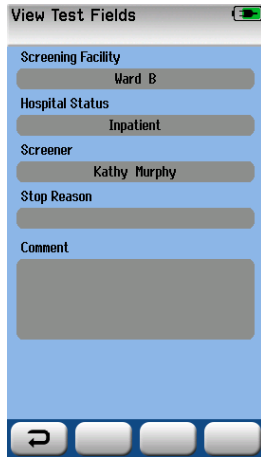 View Test Fields
Screening Facility
Ward B
Hospital Status
Inpatient
Screener
Kathy Murphy
Stop Reason
Comment